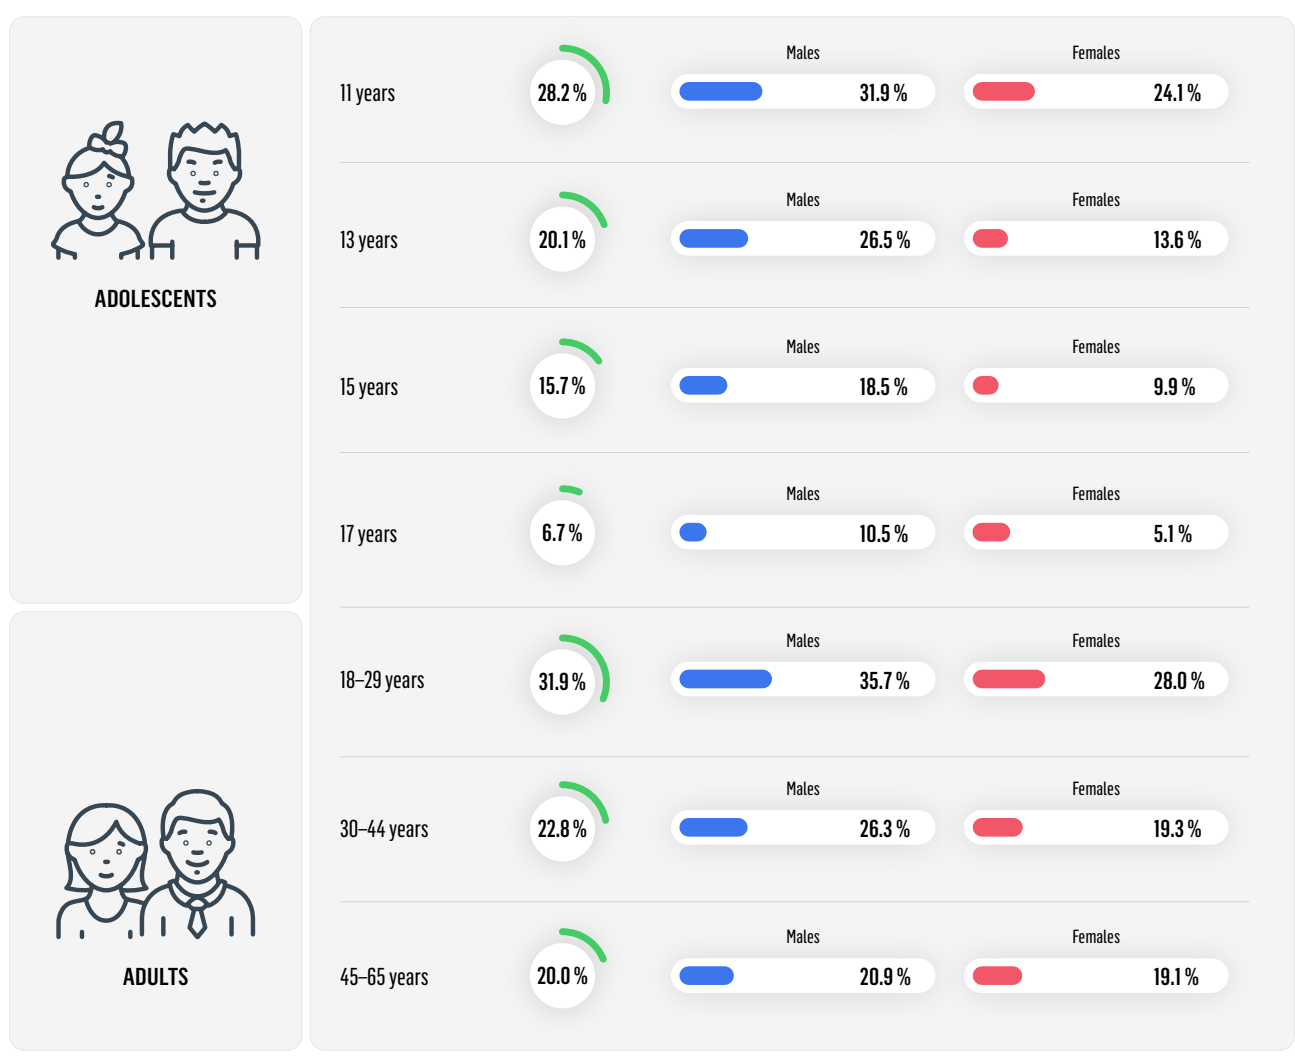 Males Females
11 years 28.2 % 31.9 % 24.1 %
Males Females
13 years 20.1 % 26.5 % 13.6 %
ADOLESCENTS
Males Females
15 years 15.7 % 18.5 % 9.9 %
Males Females
17 years 6.7 % 10.5 % 5.1 %
Males Females
18–29 years 31.9 % 35.7 % 28.0 %
Males Females
30–44 years 22.8 % 26.3 % 19.3 %
Males Females
45–65 years 20.0 % 20.9 % 19.1 %
ADULTS